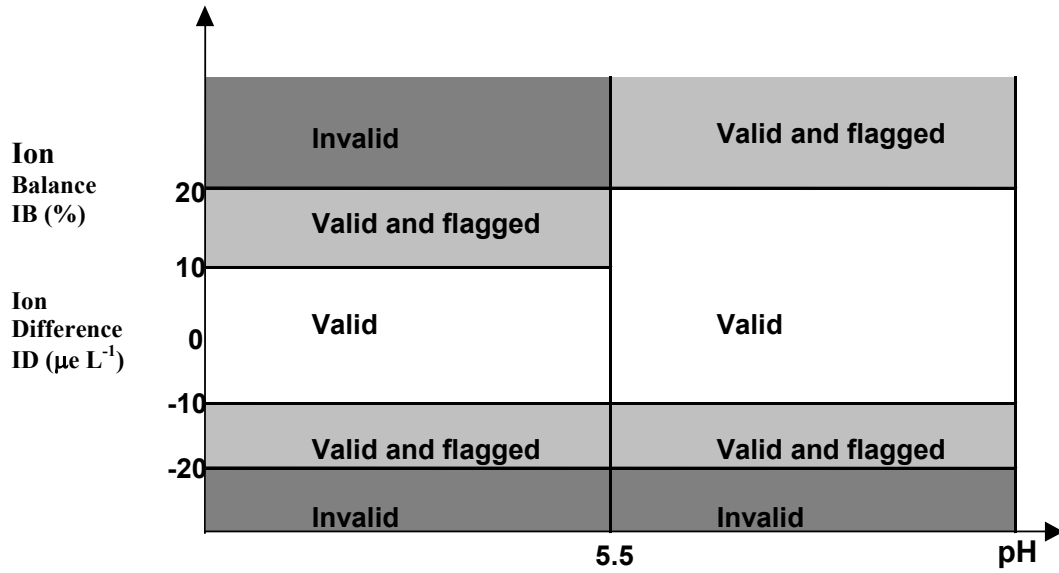 Invalid
Valid and flagged
Ion
Balance
IB (%)
20
Valid and flagged
10
Ion
Difference
ID (μe L⁻¹)
0
Valid
Valid
-10
Valid and flagged
Valid and flagged
-20
Invalid
Invalid
5.5
pH